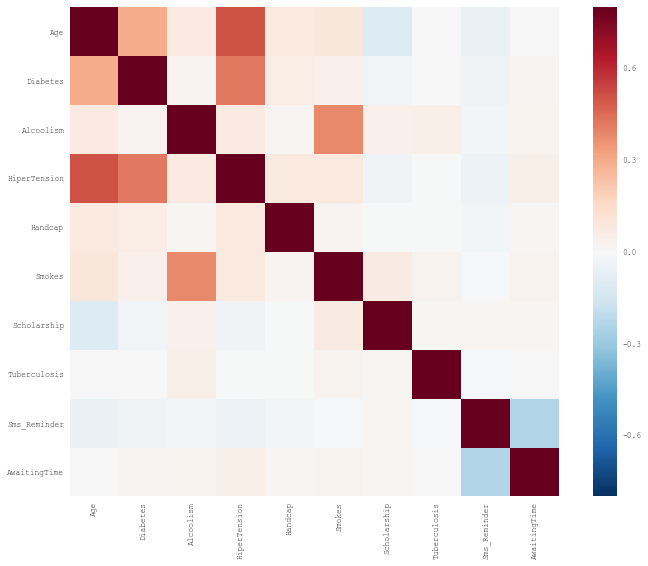 Age
Diabetes
Alcoolism
HiperTension
Handcap
Smokes
Scholarship
Tuberculosis
Sms_Reminder
AwaitingTime
Age
Diabetes
Alcoolism
HiperTension
Handcap
Smokes
Scholarship
Tuberculosis
Sms_Reminder
AwaitingTime
0.6
0.3
0.0
−0.3
−0.6